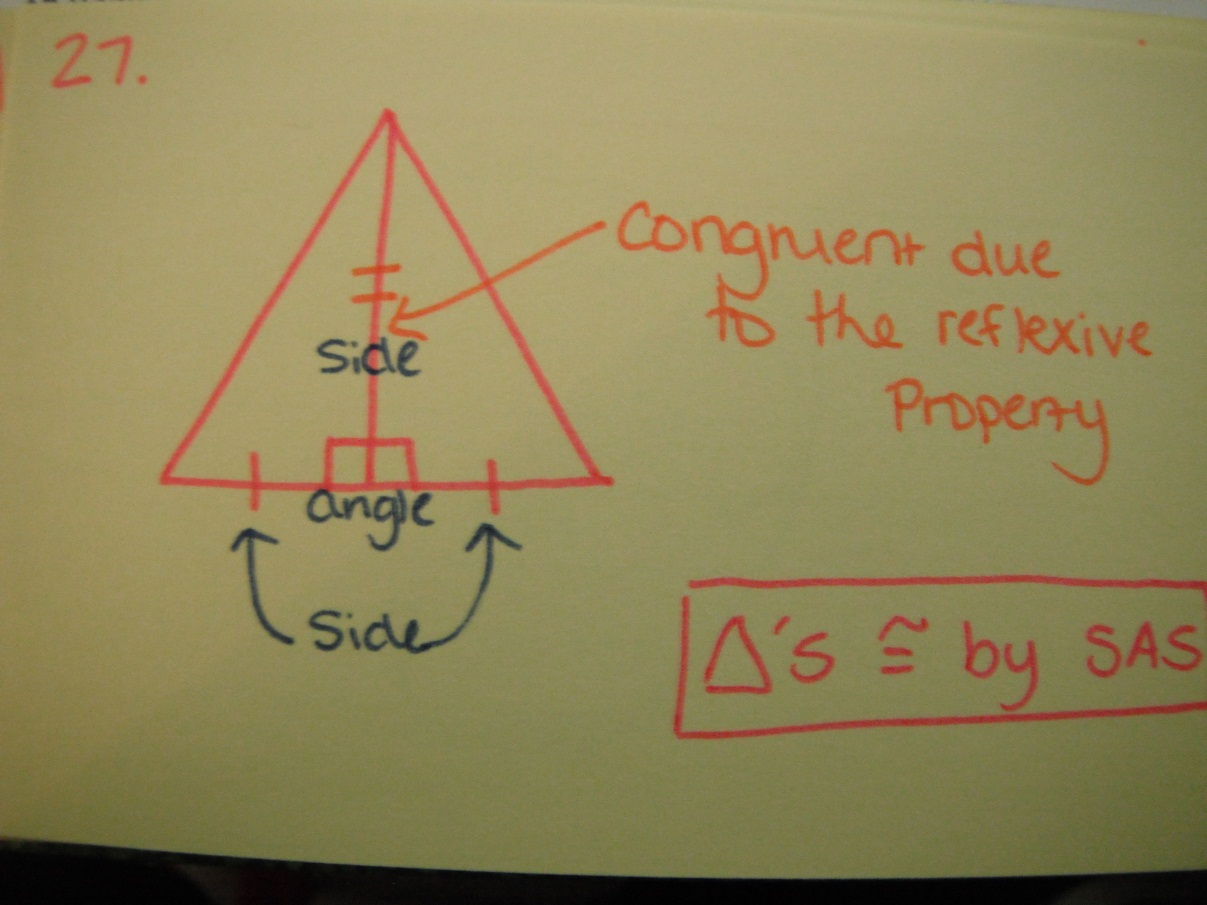 27.
Congruent due
to the reflexive
Property
Side
angle
Side
Δ's ≅ by SAS